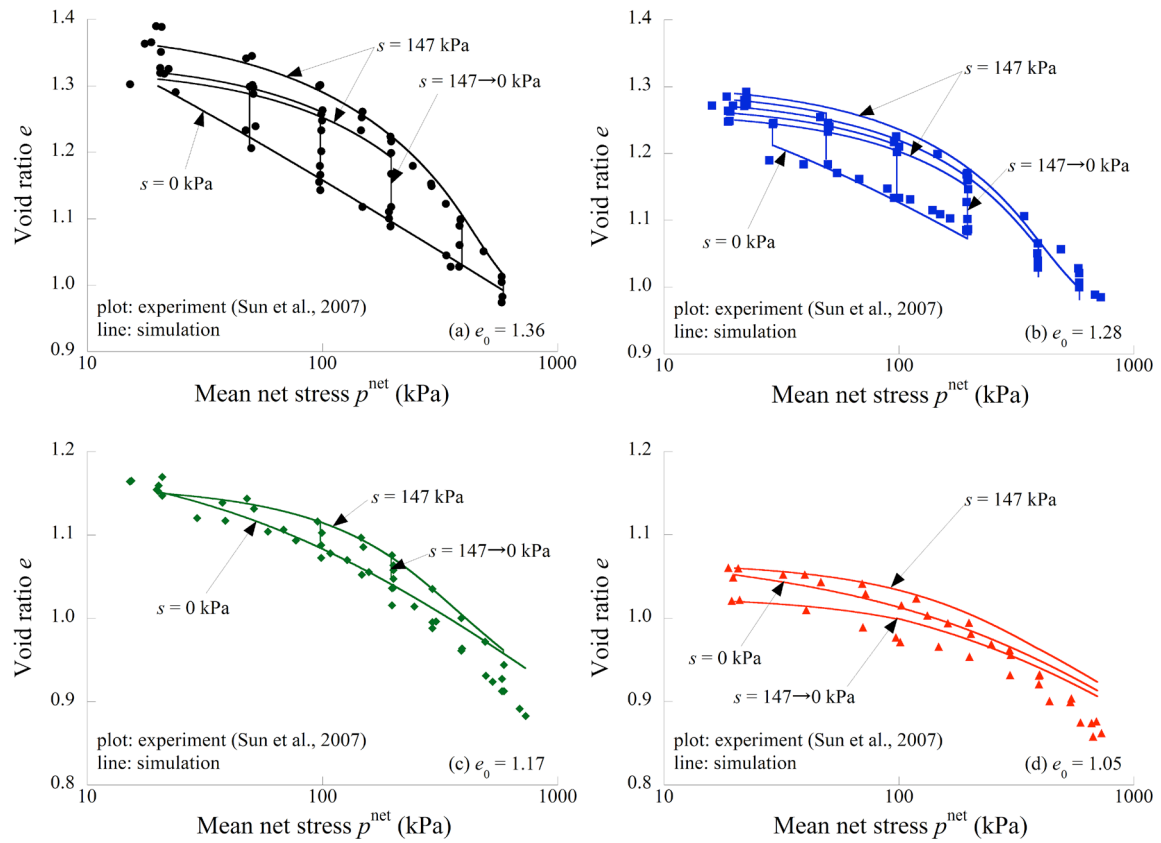 1.4
1.3
1.2
1.1
1.0
0.9
Void ratio e
s = 147 kPa
s = 147→0 kPa
s = 0 kPa
plot: experiment (Sun et al., 2007)
line: simulation
(a) e₀ = 1.36
10
100
1000
Mean net stress pⁿᵉᵗ (kPa)
1.4
1.3
1.2
1.1
1.0
0.9
Void ratio e
s = 147 kPa
s = 147→0 kPa
s = 0 kPa
plot: experiment (Sun et al., 2007)
line: simulation
(b) e₀ = 1.28
10
100
1000
Mean net stress pⁿᵉᵗ (kPa)
1.2
1.1
1.0
0.9
0.8
Void ratio e
s = 147 kPa
s = 147→0 kPa
s = 0 kPa
plot: experiment (Sun et al., 2007)
line: simulation
(c) e₀ = 1.17
10
100
1000
Mean net stress pⁿᵉᵗ (kPa)
1.2
1.1
1.0
0.9
0.8
Void ratio e
s = 147 kPa
s = 0 kPa
s = 147→0 kPa
plot: experiment (Sun et al., 2007)
line: simulation
(d) e₀ = 1.05
10
100
1000
Mean net stress pⁿᵉᵗ (kPa)